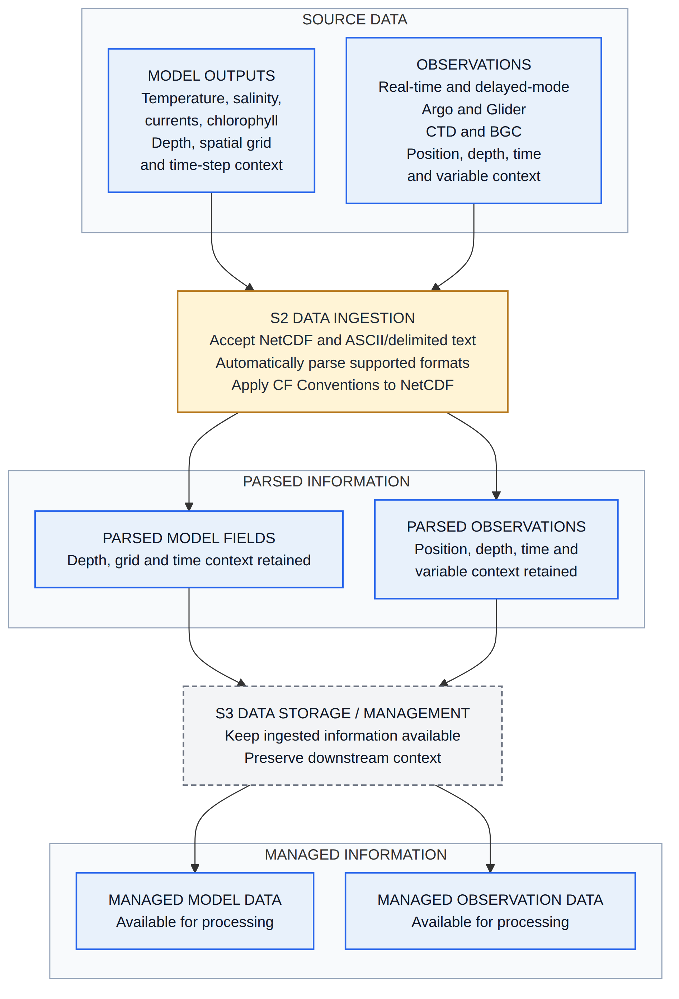 SOURCE DATA
MODEL OUTPUTS
Temperature, salinity,
currents, chlorophyll
Depth, spatial grid
and time-step context
OBSERVATIONS
Real-time and delayed-mode
Argo and Glider
CTD and BGC
Position, depth, time
and variable context
S2 DATA INGESTION
Accept NetCDF and ASCII/delimited text
Automatically parse supported formats
Apply CF Conventions to NetCDF
PARSED INFORMATION
PARSED MODEL FIELDS
Depth, grid and time context retained
PARSED OBSERVATIONS
Position, depth, time and
variable context retained
S3 DATA STORAGE / MANAGEMENT
Keep ingested information available
Preserve downstream context
MANAGED INFORMATION
MANAGED MODEL DATA
Available for processing
MANAGED OBSERVATION DATA
Available for processing